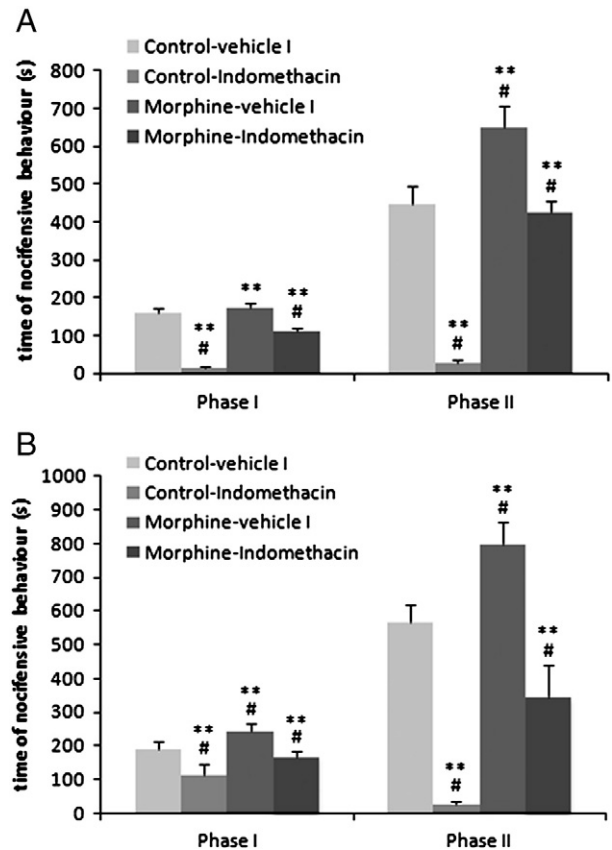 A
Control-vehicle I
Control-Indomethacin
Morphine-vehicle I
Morphine-Indomethacin
time of nocifensive behaviour (s)
800
700
600
500
400
300
200
100
0
** #
**
** #
** #
** #
** #
Phase I
Phase II
B
Control-vehicle I
Control-Indomethacin
Morphine-vehicle I
Morphine-Indomethacin
time of nocifensive behaviour (s)
1000
900
800
700
600
500
400
300
200
100
0
** #
** #
** #
** #
** #
** #
Phase I
Phase II